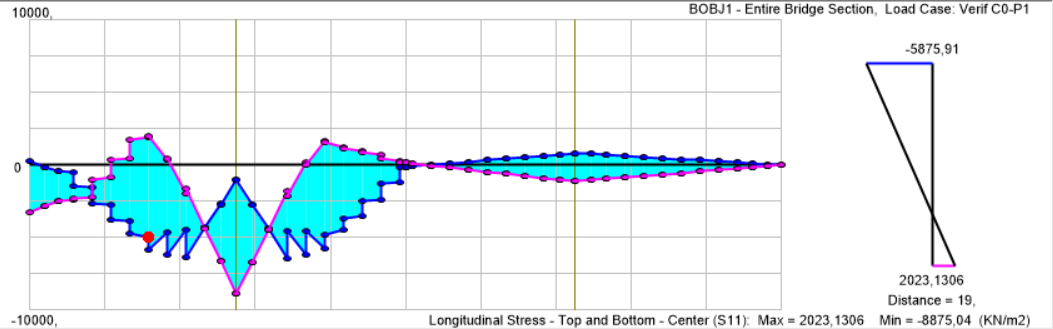 10000,
BOBJ1 - Entire Bridge Section, Load Case: Verif C0-P1
-5875,91
0
2023,1306
Distance = 19,
-10000,
Longitudinal Stress - Top and Bottom - Center (S11): Max = 2023,1306 Min = -8875,04 (KN/m2)